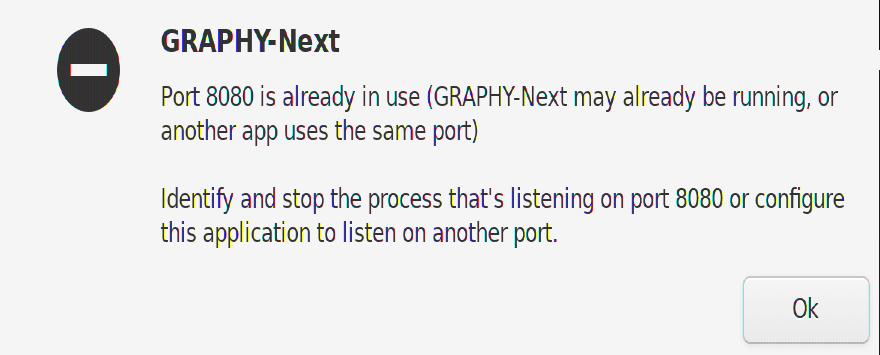 GRAPHY-Next
Port 8080 is already in use (GRAPHY-Next may already be running, or
another app uses the same port)
Identify and stop the process that's listening on port 8080 or configure
this application to listen on another port.
Ok